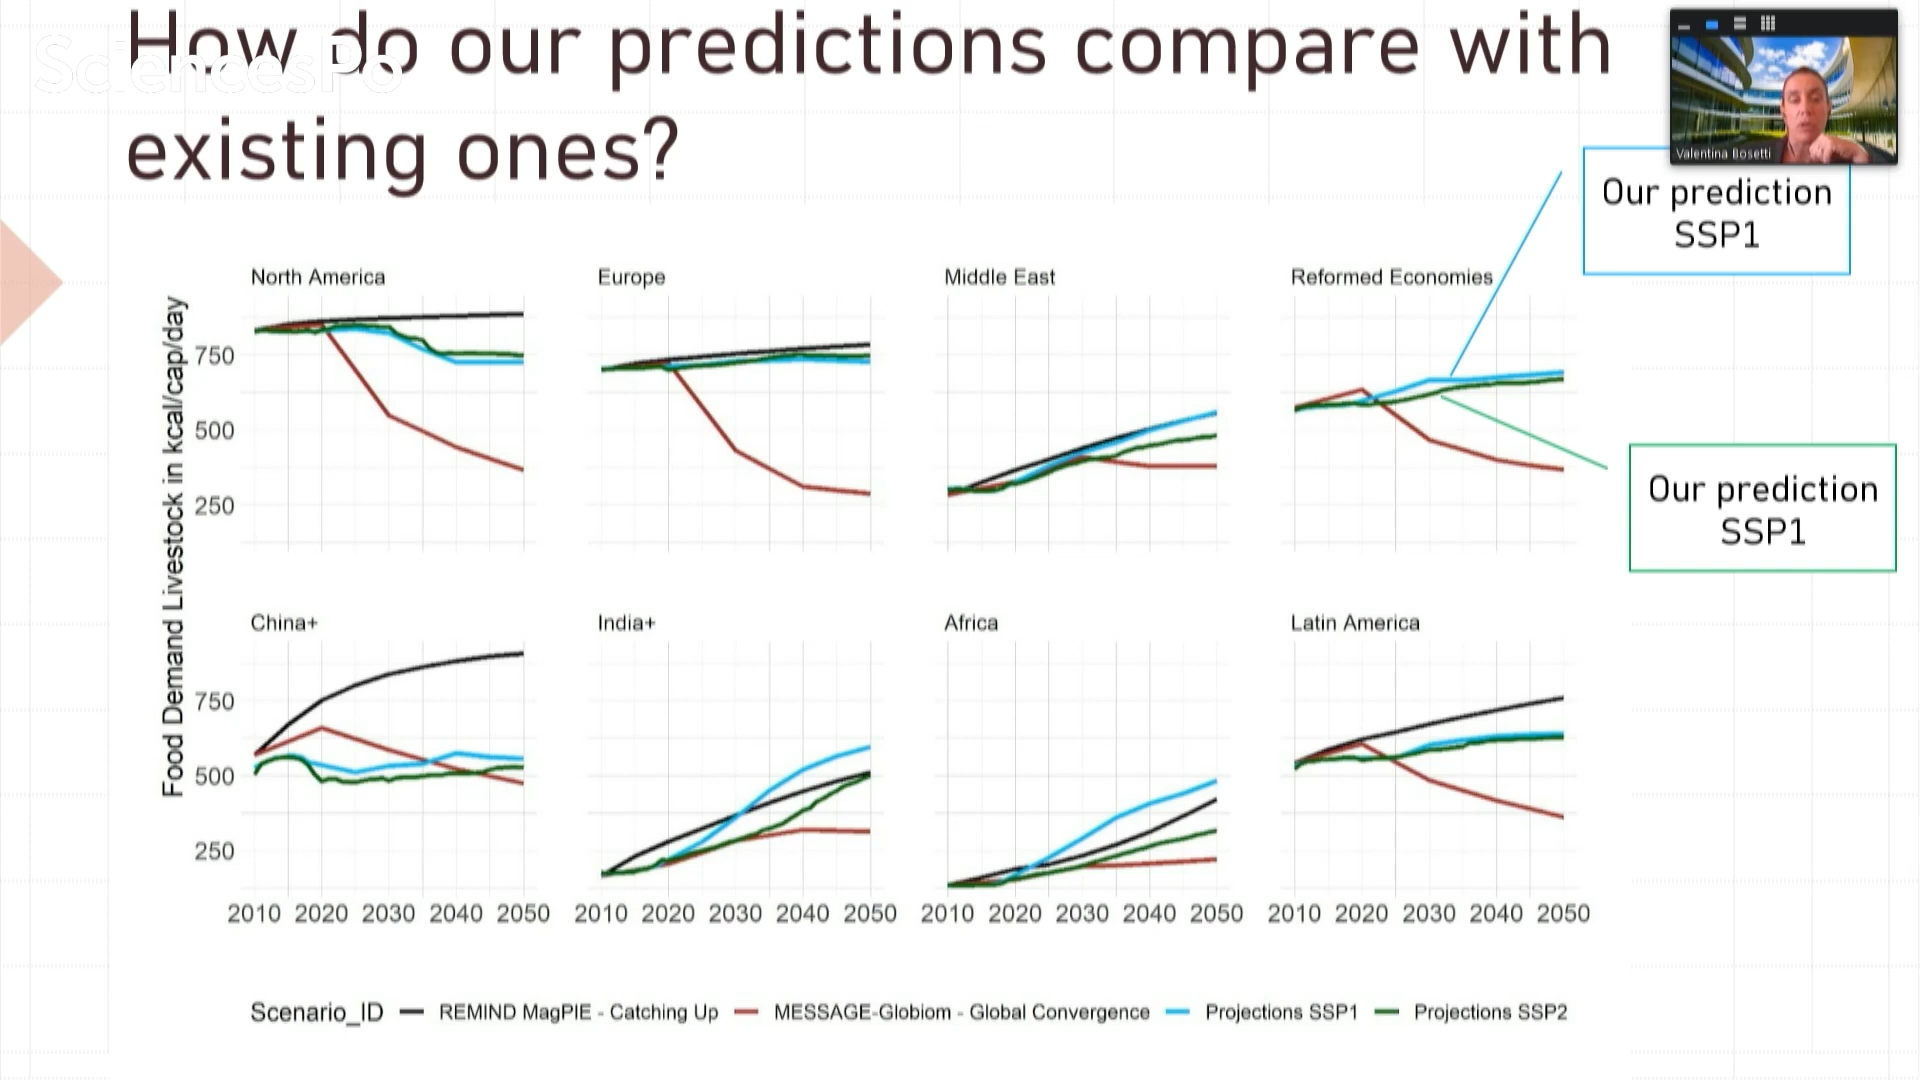 How do our predictions compare with
existing ones?
SciencesPo
Valentina Bosetti
Our prediction
SSP1
Our prediction
SSP1
Food Demand Livestock in kcal/cap/day
North America
Europe
Middle East
Reformed Economies
750
500
250
China+
India+
Africa
Latin America
750
500
250
2010 2020 2030 2040 2050
2010 2020 2030 2040 2050
2010 2020 2030 2040 2050
2010 2020 2030 2040 2050
Scenario_ID REMIND MagPIE - Catching Up MESSAGE-Globiom - Global Convergence Projections SSP1 Projections SSP2